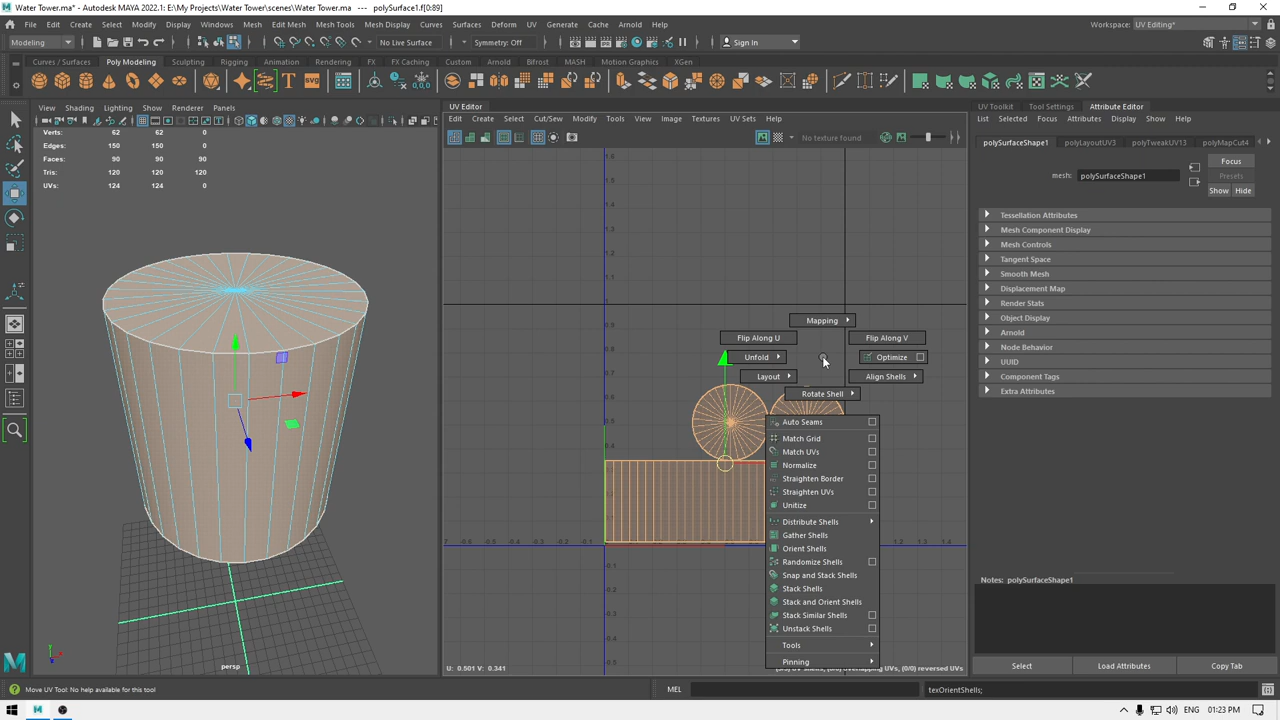 Water Tower.ma* - Autodesk MAYA 2022.1: E:\My Projects\Water Tower\scenes\Water Tower.ma --- polySurface1.f[0:89]
File Edit Create Select Modify Display Windows Mesh Edit Mesh Mesh Tools Mesh Display Curves Surfaces Deform UV Generate Cache Arnold Help
Workspace: UV Editing*
Modeling
No Live Surface
Symmetry: Off
Sign In
Curves / Surfaces Poly Modeling Sculpting Rigging Animation Rendering FX FX Caching Custom Arnold Bifrost MASH Motion Graphics XGen
View Shading Lighting Show Renderer Panels
Verts: 62 62 0
Edges: 150 150 0
Faces: 90 90 90
Tris: 120 120 120
UVs: 124 124 0
persp
UV Editor
Edit Create Select Cut/Sew Modify Tools View Image Textures UV Sets Help
No texture found
Mapping
Flip Along U
Flip Along V
Unfold
Optimize
Layout
Align Shells
Rotate Shell
Auto Seams
Match Grid
Match UVs
Normalize
Straighten Border
Straighten UVs
Unitize
Distribute Shells
Gather Shells
Orient Shells
Randomize Shells
Snap and Stack Shells
Stack Shells
Stack and Orient Shells
Stack Similar Shells
Unstack Shells
Tools
Pinning
U: 0.501 V: 0.341
overlapping UVs, (0/0) reversed UVs
UV Toolkit Tool Settings Attribute Editor
List Selected Focus Attributes Display Show Help
polySurfaceShape1 polyLayoutUV3 polyTweakUV13 polyMapCut4
mesh: polySurfaceShape1
Focus
Presets
Show Hide
Tessellation Attributes
Mesh Component Display
Mesh Controls
Tangent Space
Smooth Mesh
Displacement Map
Render Stats
Object Display
Arnold
Node Behavior
UUID
Component Tags
Extra Attributes
Notes: polySurfaceShape1
Select Load Attributes Copy Tab
Move UV Tool: No help available for this tool
MEL
texOrientShells;
ENG 01:23 PM